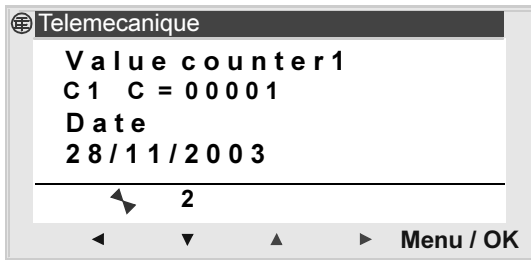 Telemecanique
Value counter1
C1 C = 00001
Date
28/11/2003
2
Menu / OK